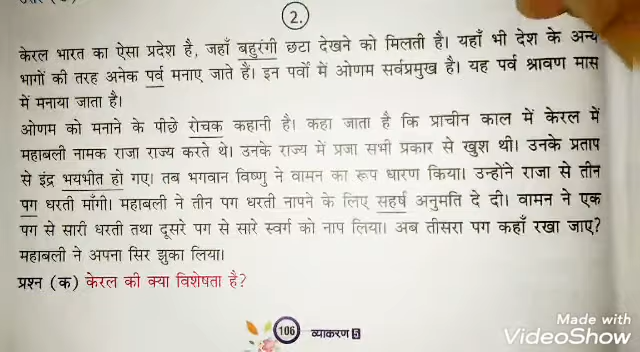 2.
केरल भारत का ऐसा प्रदेश है, जहाँ बहुरंगी छटा देखने को मिलती है। यहाँ भी देश के अन्य
भागों की तरह अनेक पर्व मनाए जाते हैं। इन पर्वों में ओणम सर्वप्रमुख है। यह पर्व श्रावण मास
में मनाया जाता है।
ओणम को मनाने के पीछे रोचक कहानी है। कहा जाता है कि प्राचीन काल में केरल में
महाबली नामक राजा राज्य करते थे। उनके राज्य में प्रजा सभी प्रकार से खुश थी। उनके प्रताप
से इंद्र भयभीत हो गए। तब भगवान विष्णु ने वामन का रूप धारण किया। उन्होंने राजा से तीन
पग धरती माँगी। महाबली ने तीन पग धरती नापने के लिए सहर्ष अनुमति दे दी। वामन ने एक
पग से सारी धरती तथा दूसरे पग से सारे स्वर्ग को नाप लिया। अब तीसरा पग कहाँ रखा जाए?
महाबली ने अपना सिर झुका लिया।
प्रश्न (क) केरल की क्या विशेषता है?
106 व्याकरण 5
Made with
VideoShow